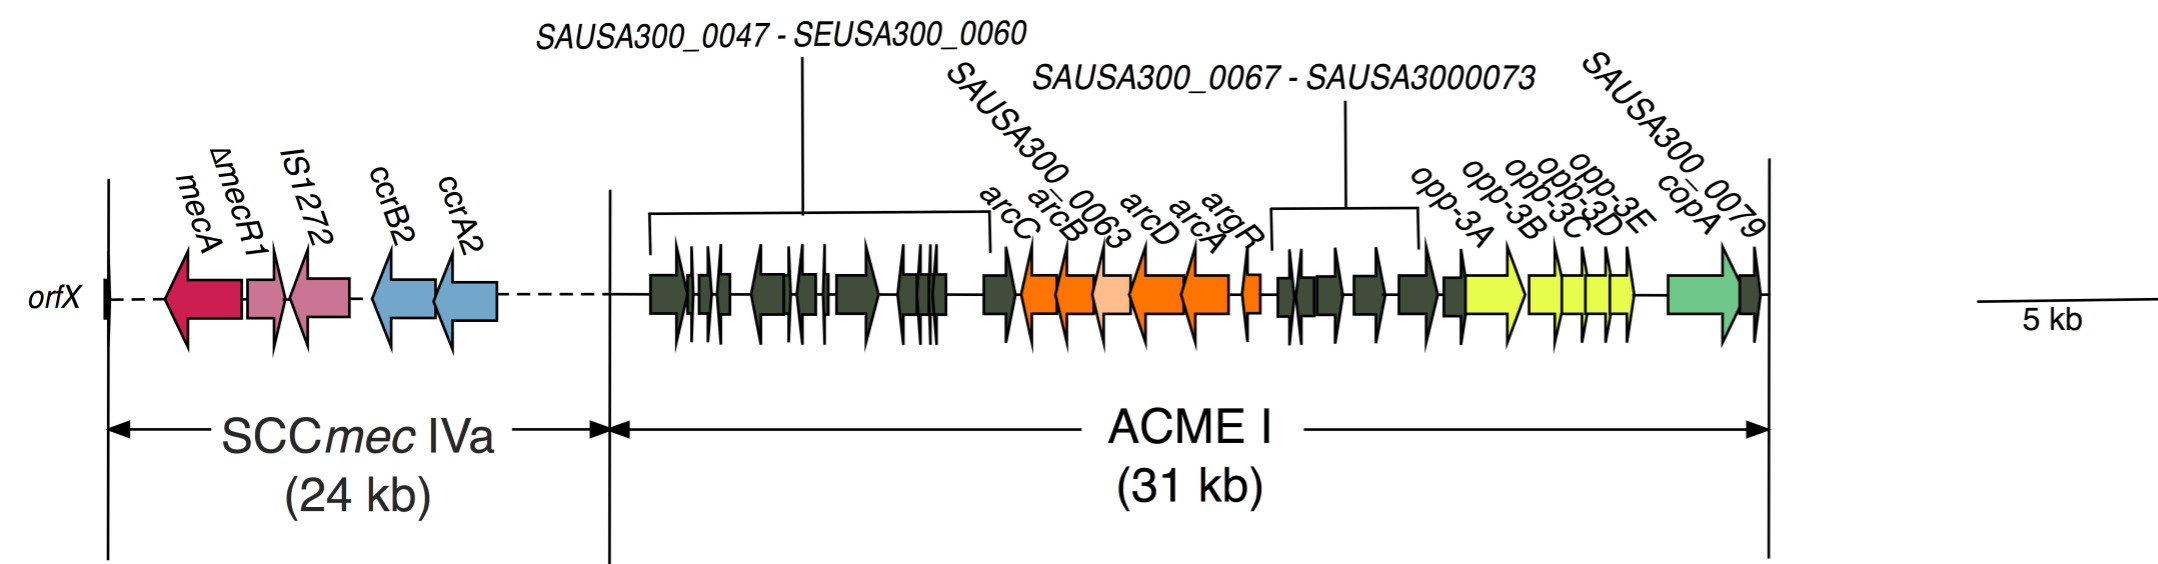 SAUSA300_0047 - SEUSA300_0060
SAUSA300_0067 - SAUSA3000073
SAUSA300_0063
SAUSA300_0079
orfX
mecA
ΔmecR1
IS1272
ccrB2
ccrA2
arcC
arcB
arcD
arcA
argR
opp-3A
opp-3B
opp-3C
opp-3D
opp-3E
copA
5 kb
SCCmec IVa
(24 kb)
ACME I
(31 kb)